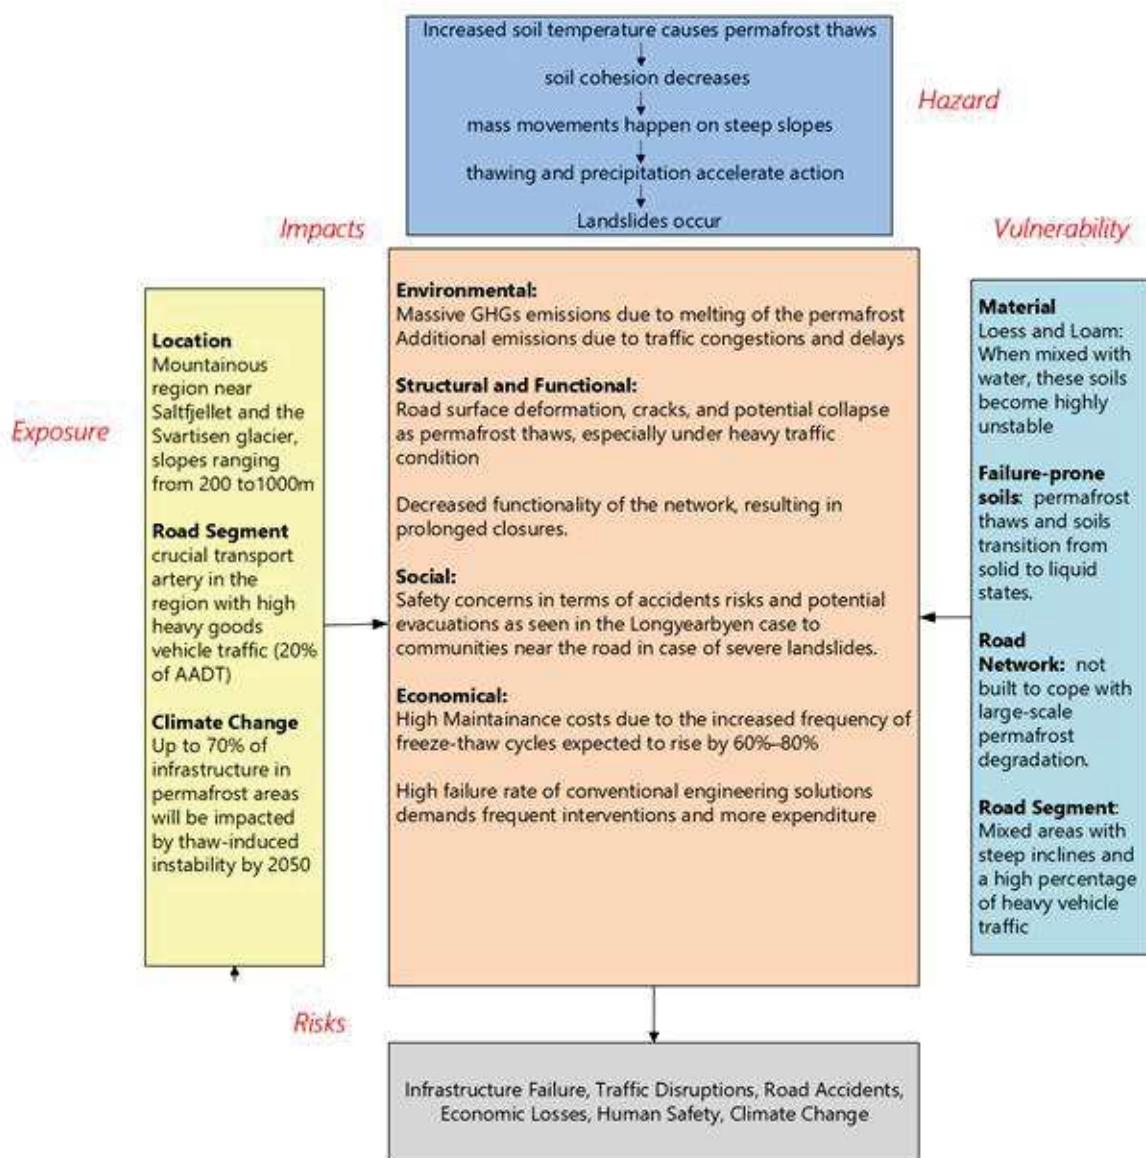 Increased soil temperature causes permafrost thaws
soil cohesion decreases
mass movements happen on steep slopes
thawing and precipitation accelerate action
Landslides occur
Hazard
Impacts
Vulnerability
Exposure
Location
Mountainous
region near
Saltfjellet and the
Svartisen glacier,
slopes ranging
from 200 to1000m
Road Segment
crucial transport
artery in the
region with high
heavy goods
vehicle traffic (20%
of AADT)
Climate Change
Up to 70% of
infrastructure in
permafrost areas
will be impacted
by thaw-induced
instability by 2050
Environmental:
Massive GHGs emissions due to melting of the permafrost
Additional emissions due to traffic congestions and delays
Structural and Functional:
Road surface deformation, cracks, and potential collapse
as permafrost thaws, especially under heavy traffic
condition
Decreased functionality of the network, resulting in
prolonged closures.
Social:
Safety concerns in terms of accidents risks and potential
evacuations as seen in the Longyearbyen case to
communities near the road in case of severe landslides.
Economical:
High Maintainance costs due to the increased frequency of
freeze-thaw cycles expected to rise by 60%–80%
High failure rate of conventional engineering solutions
demands frequent interventions and more expenditure
Material
Loess and Loam:
When mixed with
water, these soils
become highly
unstable
Failure-prone
soils: permafrost
thaws and soils
transition from
solid to liquid
states.
Road
Network: not
built to cope with
large-scale
permafrost
degradation.
Road Segment:
Mixed areas with
steep inclines and
a high percentage
of heavy vehicle
traffic
Risks
Infrastructure Failure, Traffic Disruptions, Road Accidents,
Economic Losses, Human Safety, Climate Change